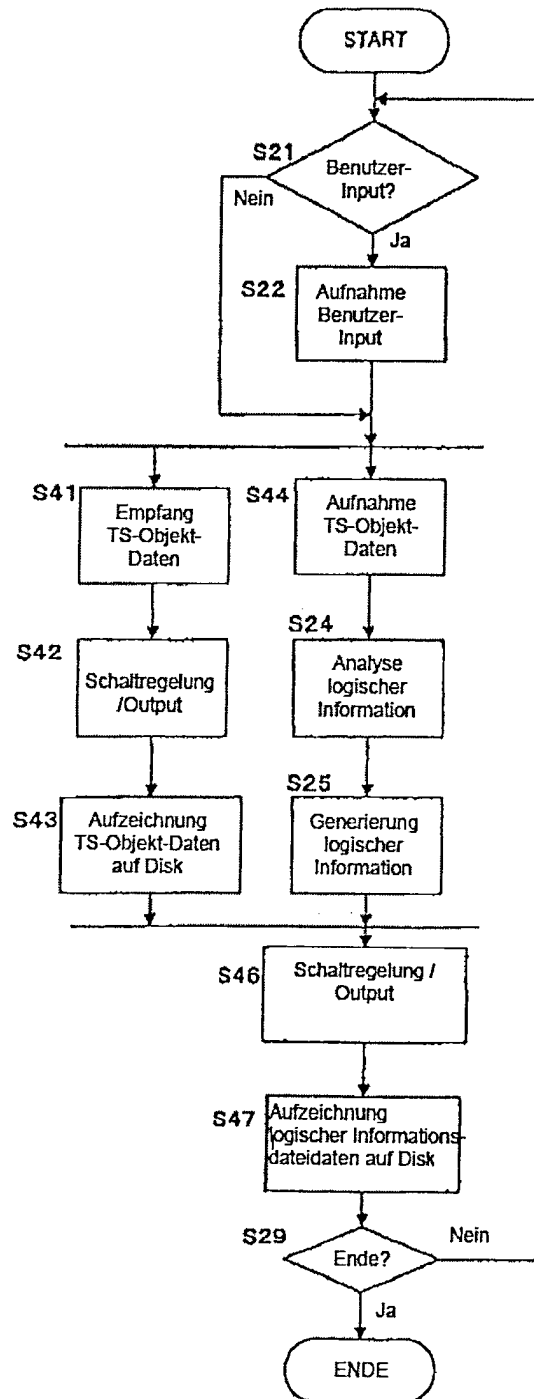 START
S21
Benutzer-
Input?
Nein
Ja
S22
Aufnahme
Benutzer-
Input
S41
Empfang
TS-Objekt-
Daten
S44
Aufnahme
TS-Objekt-
Daten
S42
Schaltregelung
/Output
S24
Analyse
logischer
Information
S43
Aufzeichnung
TS-Objekt-Daten
auf Disk
S25
Generierung
logischer
Information
S46
Schaltregelung /
Output
S47
Aufzeichnung
logischer Informations-
dateidaten auf Disk
S29
Ende?
Nein
Ja
ENDE